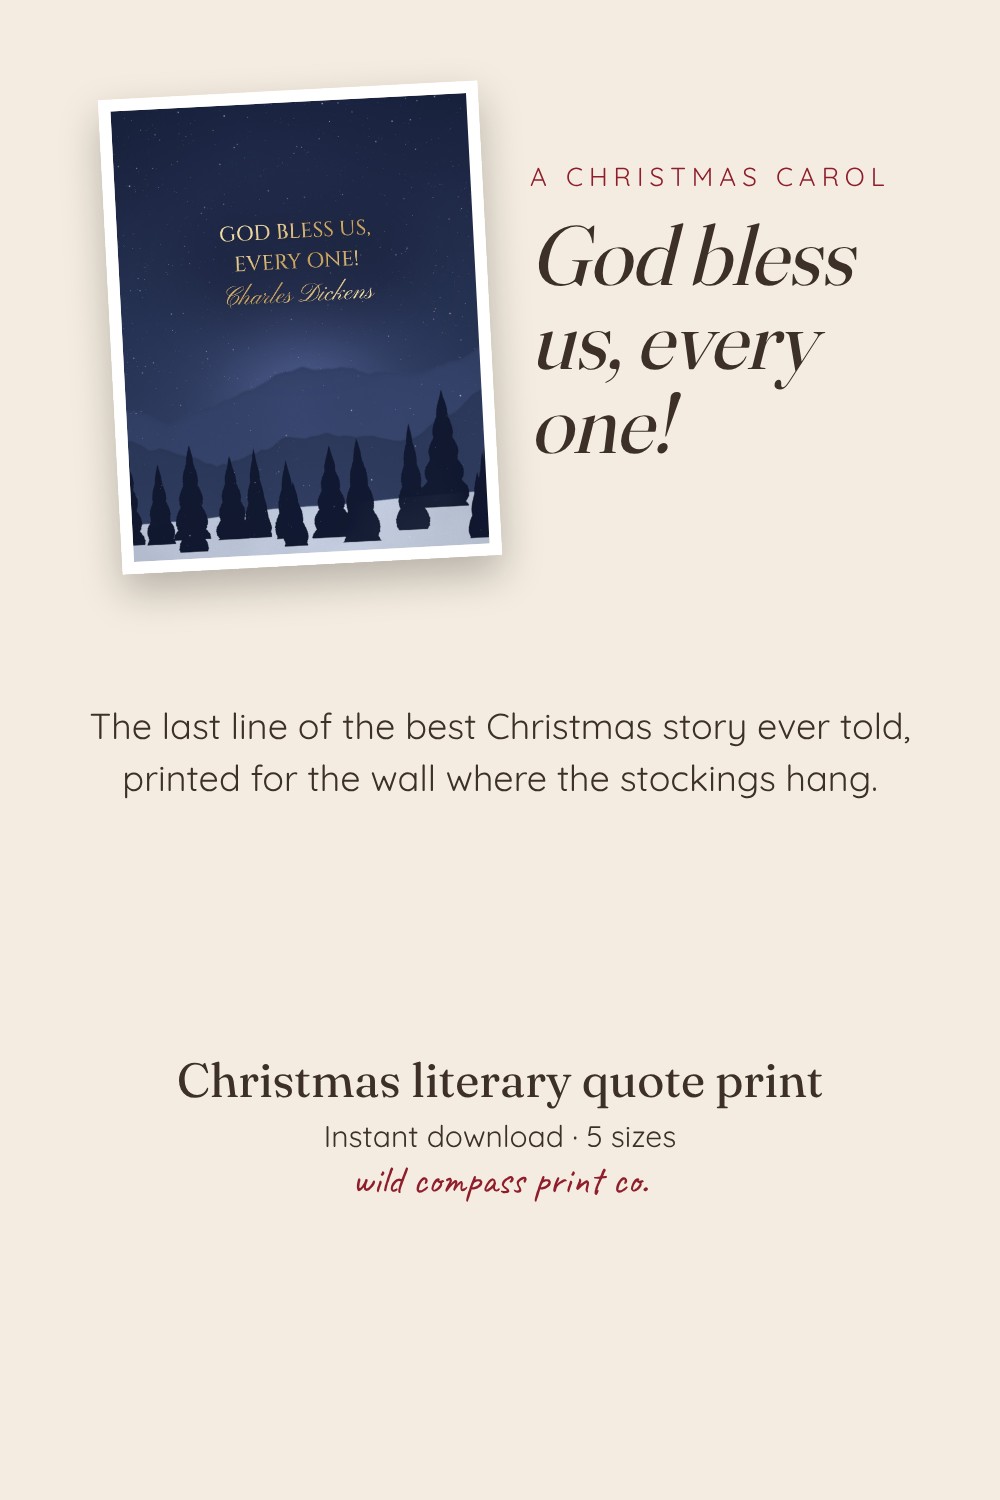 GOD BLESS US,
EVERY ONE!
Charles Dickens
A CHRISTMAS CAROL
God bless
us, every
one!
The last line of the best Christmas story ever told,
printed for the wall where the stockings hang.
Christmas literary quote print
Instant download · 5 sizes
wild compass print co.